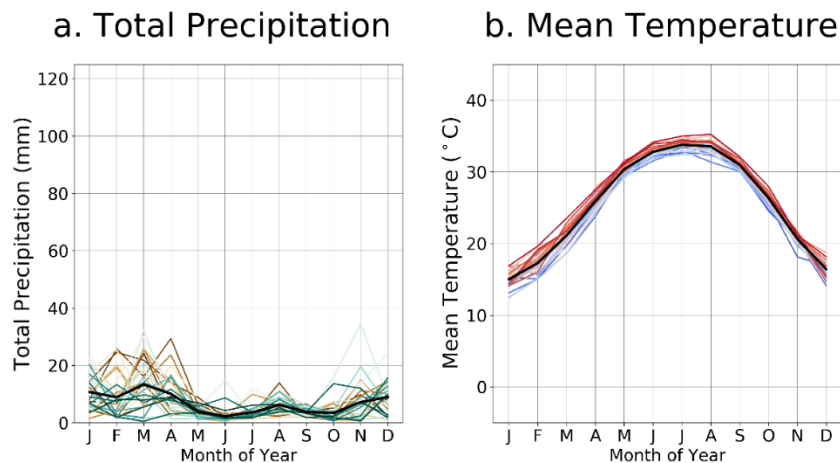 a. Total Precipitation
b. Mean Temperature
Total Precipitation (mm)
120
100
80
60
40
20
0
J F M A M J J A S O N D
Month of Year
Mean Temperature (°C)
40
30
20
10
0
J F M A M J J A S O N D
Month of Year